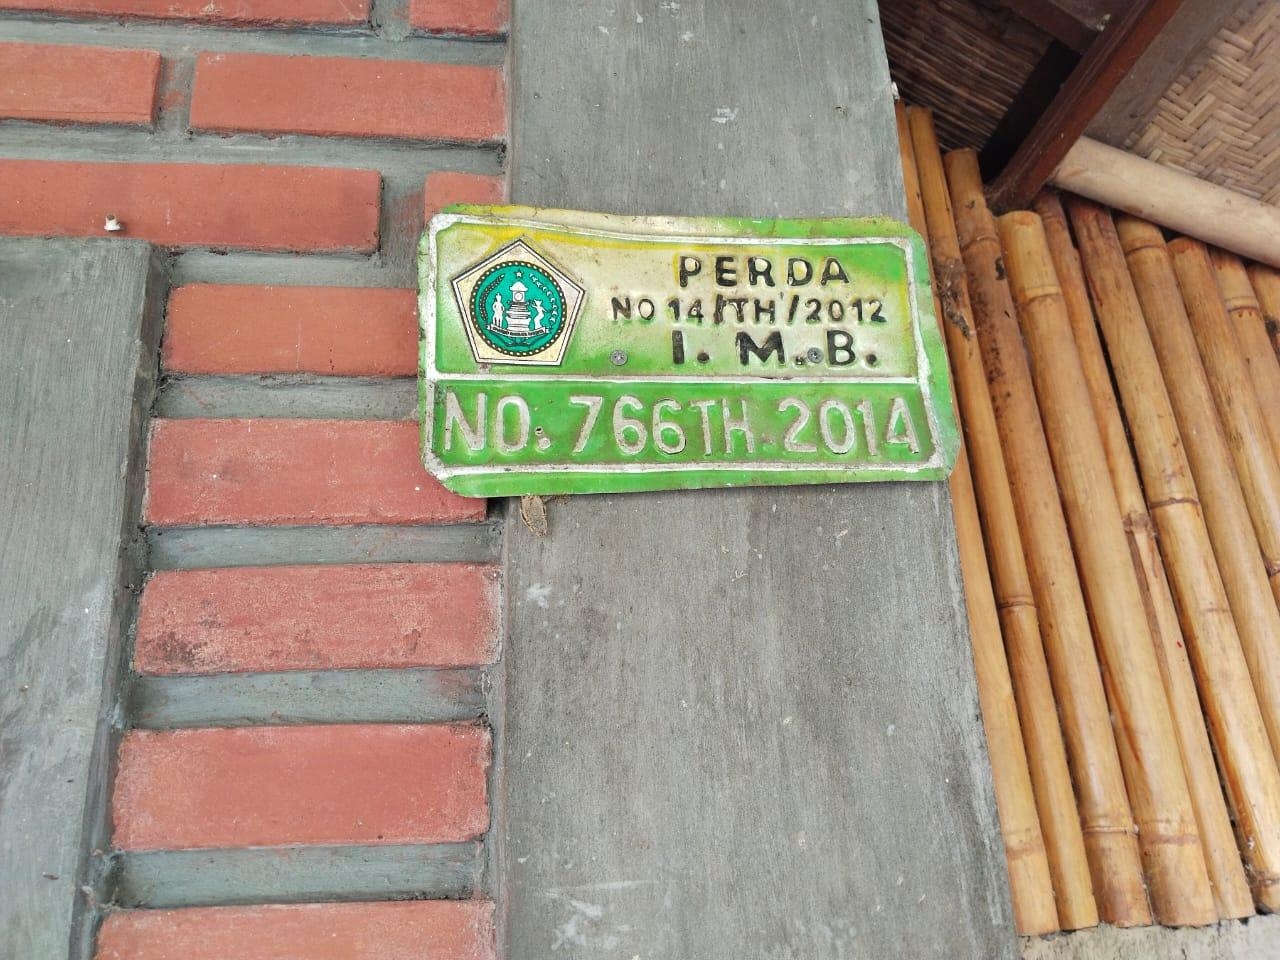 PERDA
NO 14/TH'/2012
I. M. B.
NO. 766TH 2014